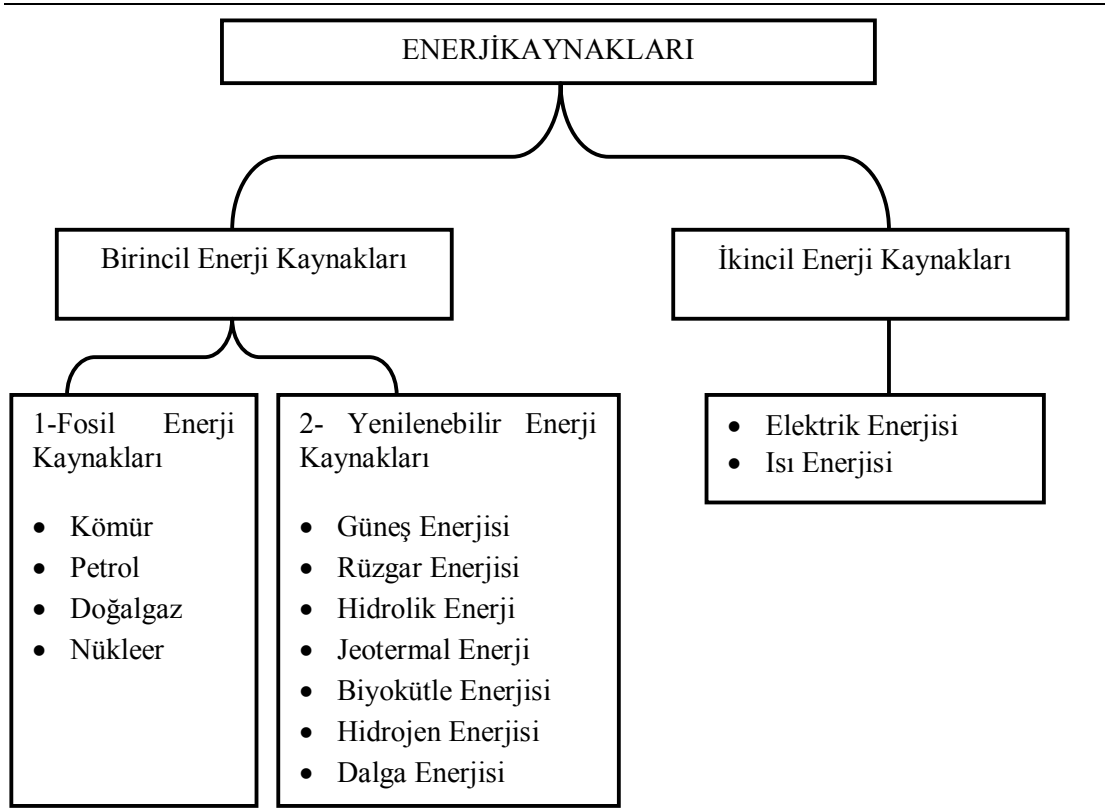 ENERJİKAYNAKLARI
Birincil Enerji Kaynakları
İkincil Enerji Kaynakları
1-Fosil Enerji
Kaynakları
• Kömür
• Petrol
• Doğalgaz
• Nükleer
2- Yenilenebilir Enerji
Kaynakları
• Güneş Enerjisi
• Rüzgar Enerjisi
• Hidrolik Enerji
• Jeotermal Enerji
• Biyokütle Enerjisi
• Hidrojen Enerjisi
• Dalga Enerjisi
• Elektrik Enerjisi
• Isı Enerjisi